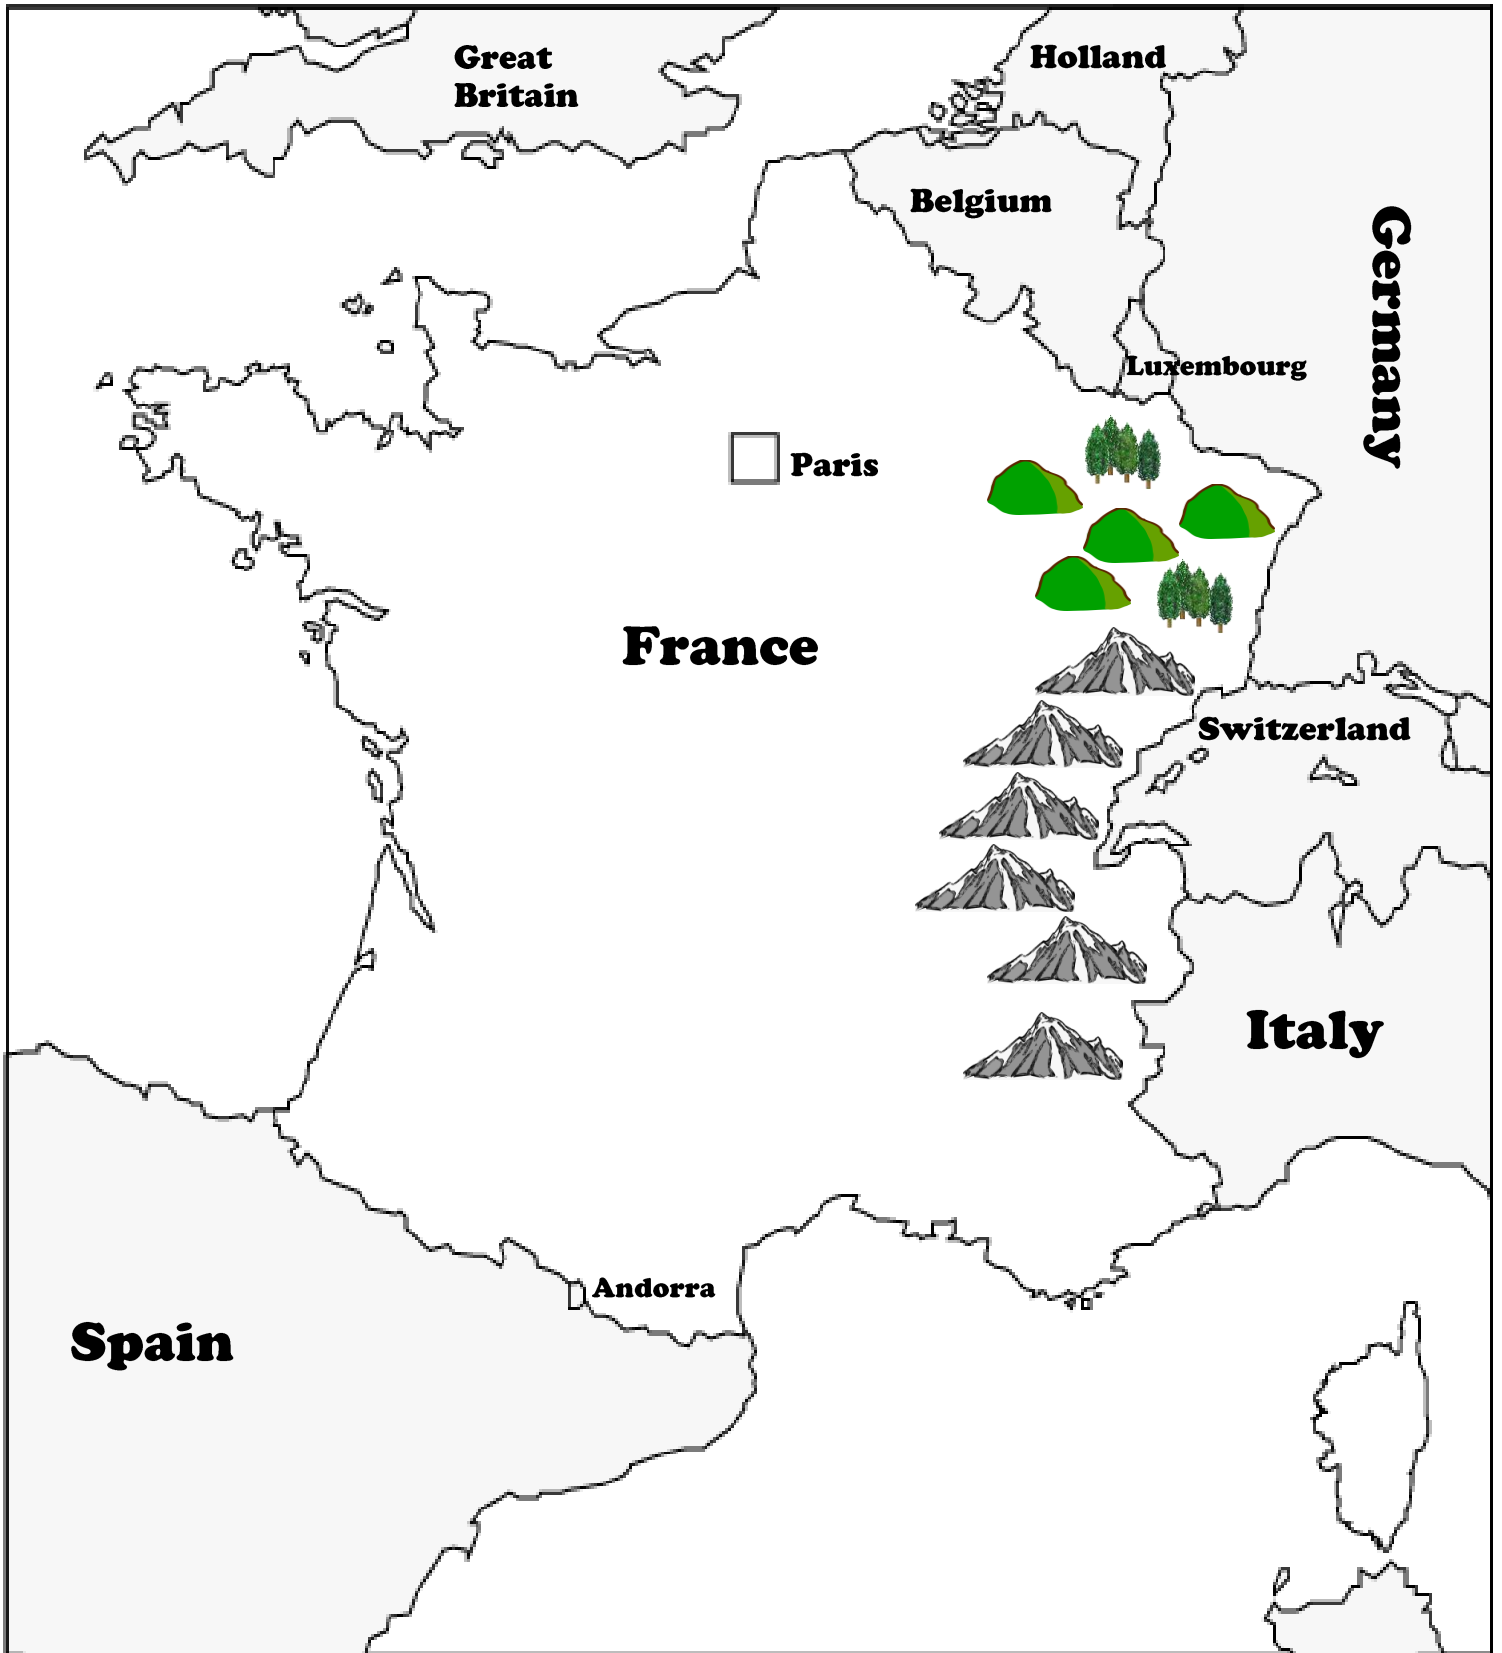 Great
Britain
Holland
Belgium
Germany
Luxembourg
Paris
France
Switzerland
Italy
Andorra
Spain